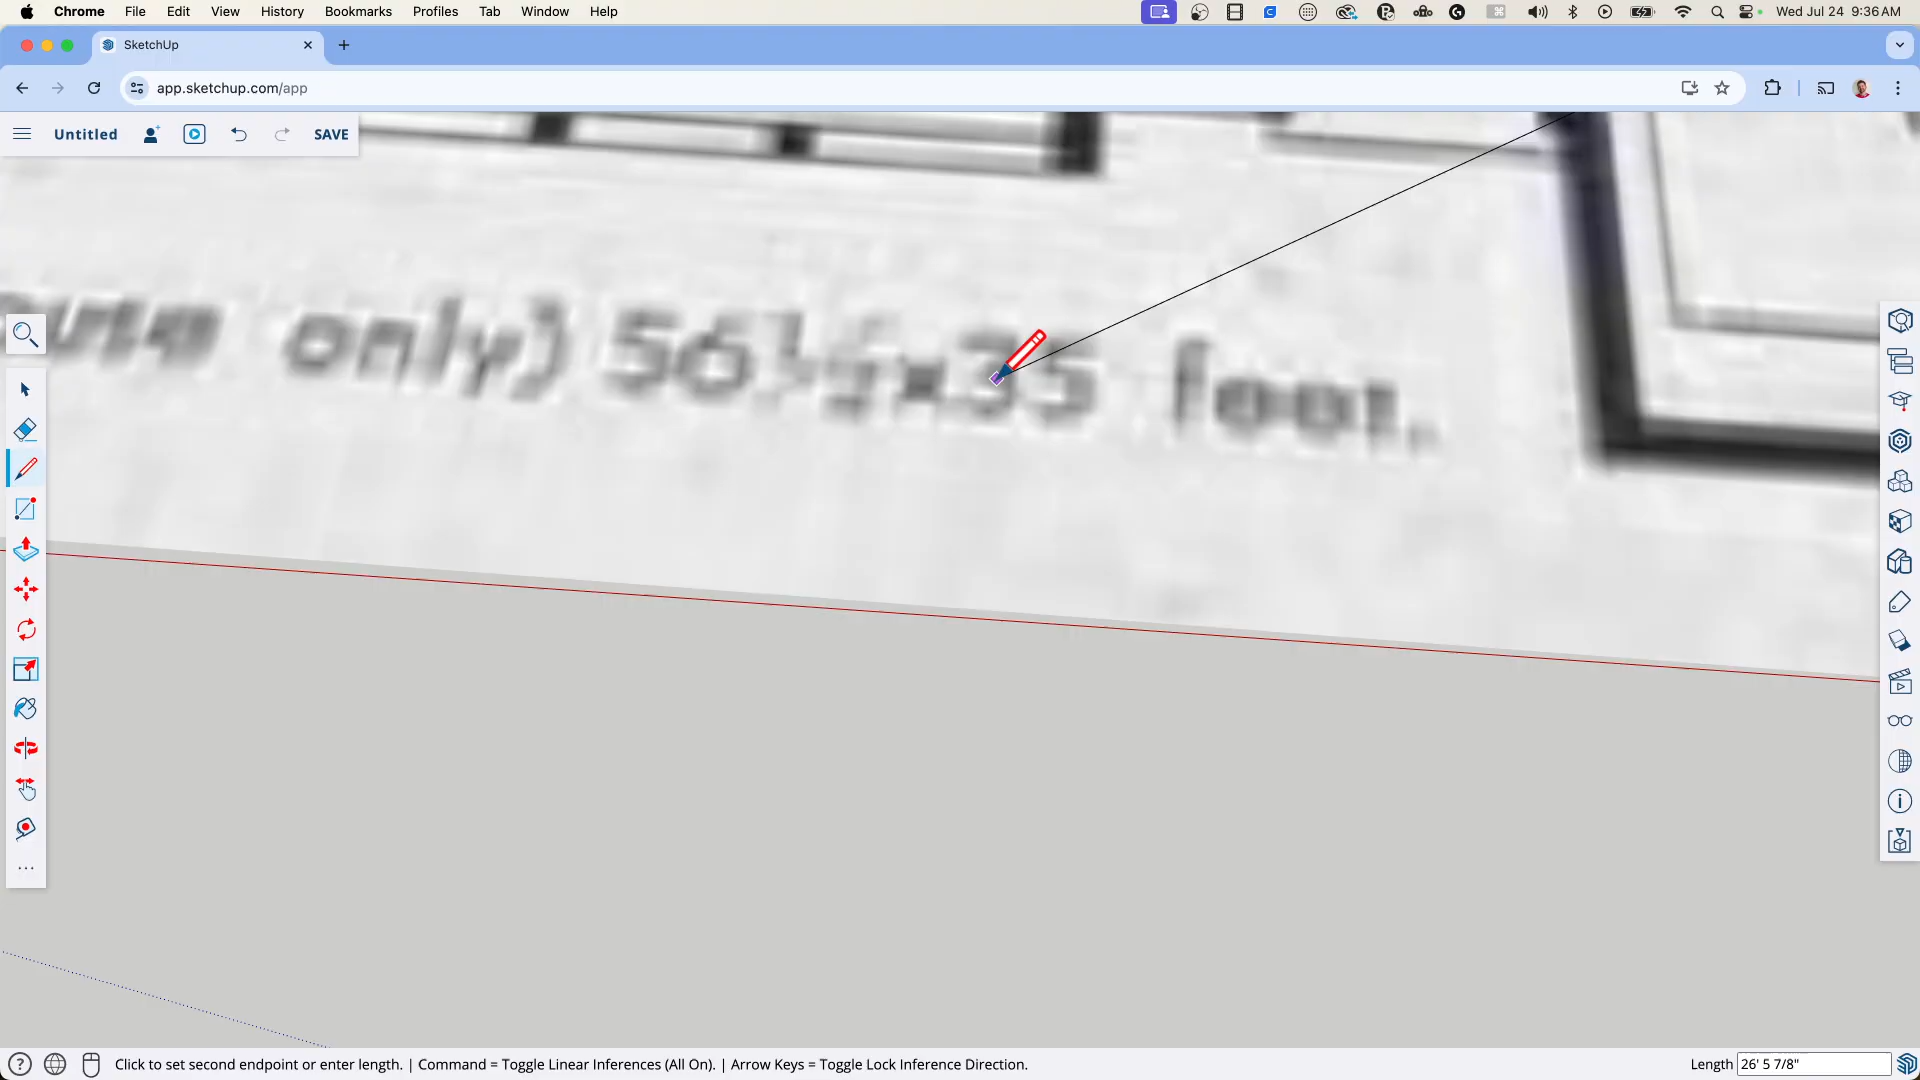 Chrome File Edit View History Bookmarks Profiles Tab Window Help Wed Jul 24 9:36 AM
SketchUp
app.sketchup.com/app
Untitled SAVE
only) 56 x35
Click to set second endpoint or enter length. | Command = Toggle Linear Inferences (All On). | Arrow Keys = Toggle Lock Inference Direction. Length 26' 5 7/8"